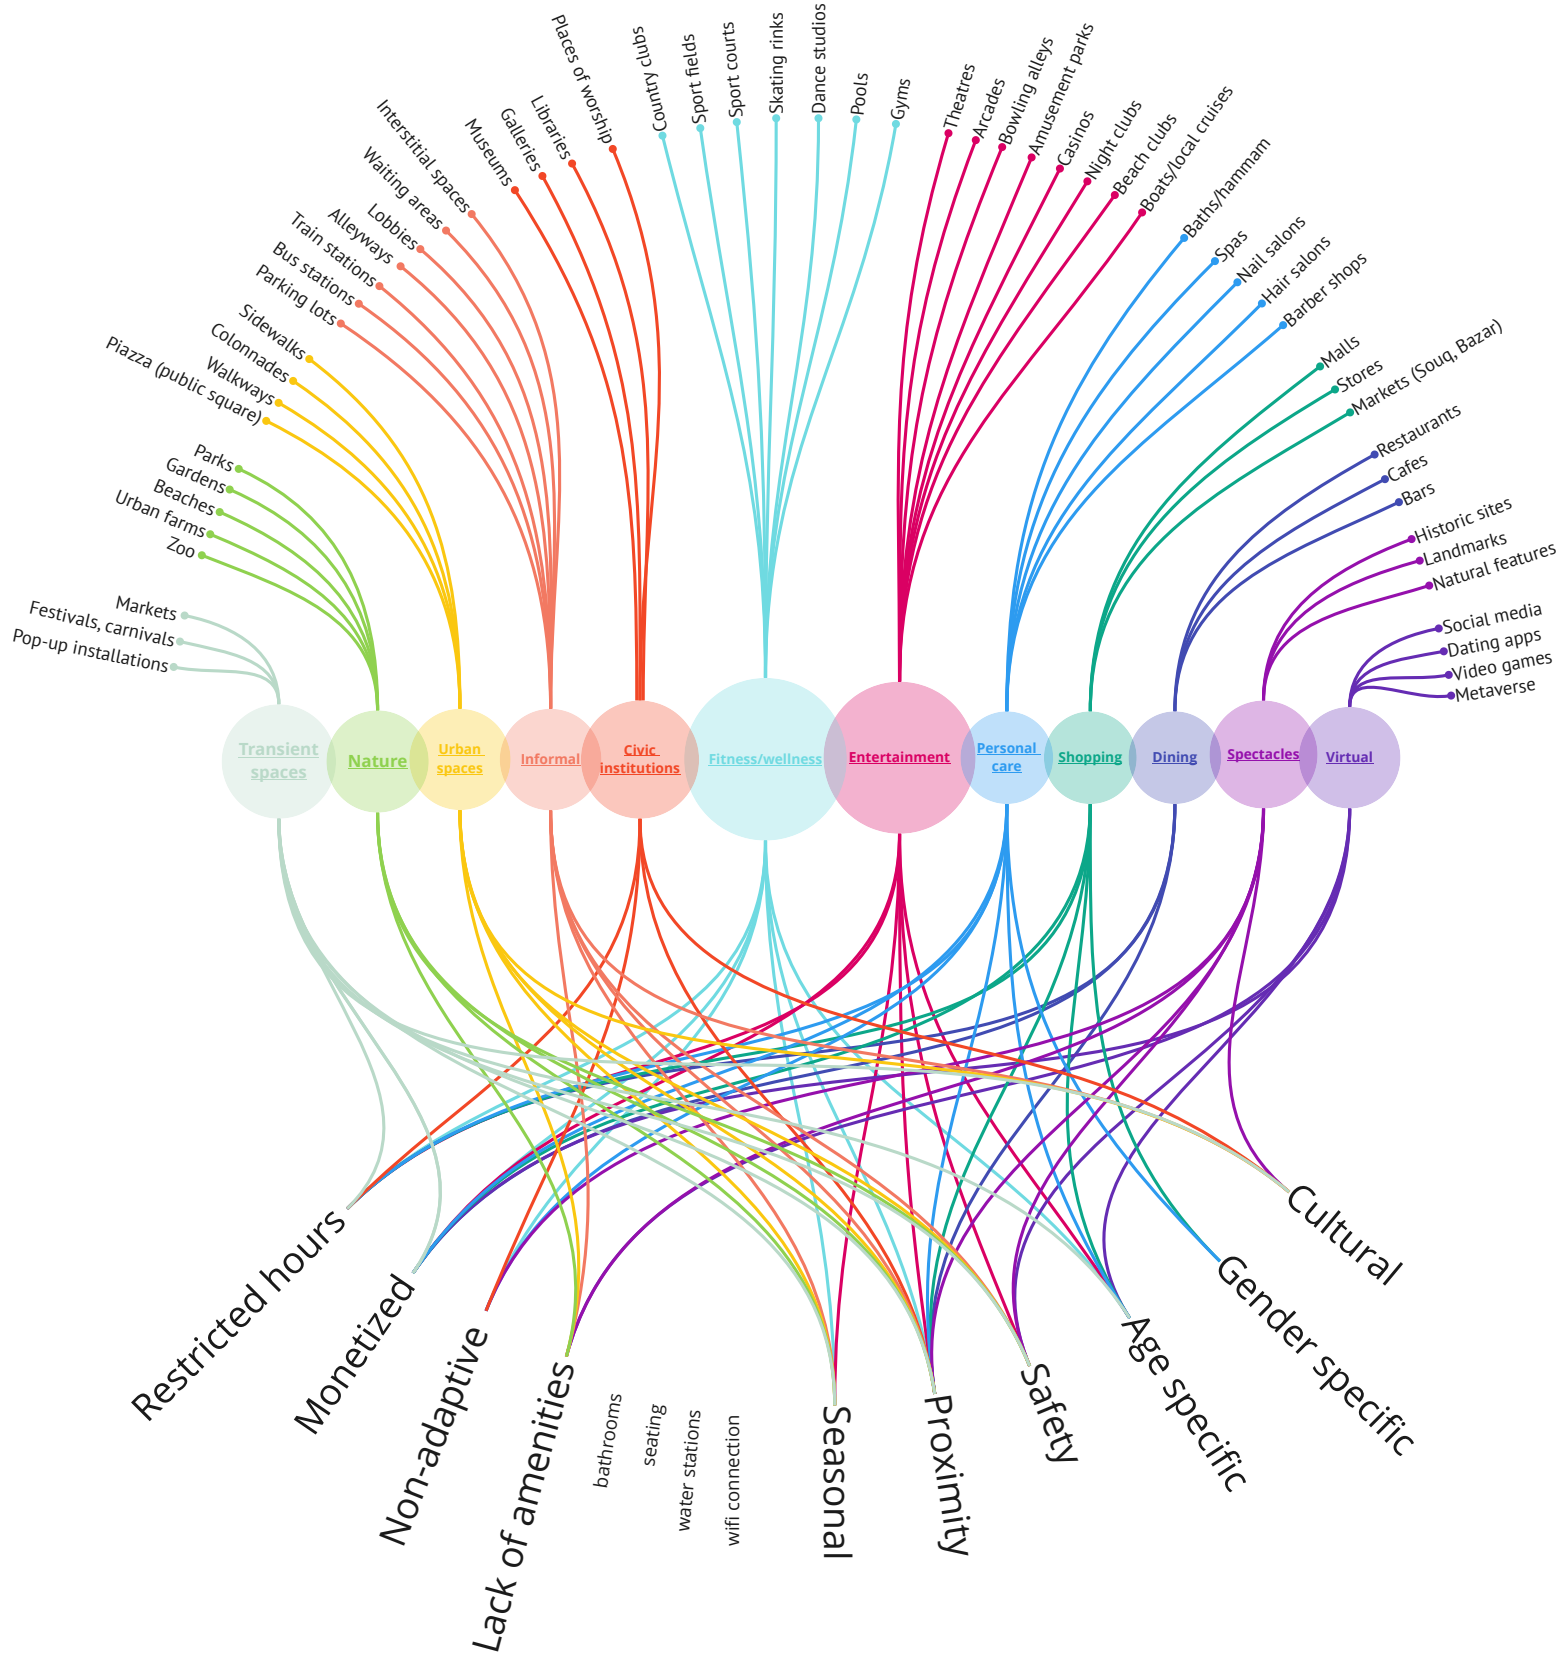 Pop-up installations
Festivals, carnivals
Markets
Zoo
Urban farms
Beaches
Gardens
Parks
Piazza (public square)
Walkways
Colonnades
Sidewalks
Parking lots
Bus stations
Train stations
Alleyways
Lobbies
Waiting areas
Interstitial spaces
Museums
Galleries
Libraries
Places of worship
Country clubs
Sport fields
Sport courts
Skating rinks
Dance studios
Pools
Gyms
Theatres
Arcades
Bowling alleys
Amusement parks
Casinos
Night clubs
Beach clubs
Boats/local cruises
Baths/hammam
Spas
Nail salons
Hair salons
Barber shops
Malls
Stores
Markets (Souq, Bazar)
Restaurants
Cafes
Bars
Historic sites
Landmarks
Natural features
Social media
Dating apps
Video games
Metaverse
Transient
spaces
Nature
Urban
spaces
Informal
Civic
institutions
Fitness/wellness
Entertainment
Personal
care
Shopping
Dining
Spectacles
Virtual
Restricted hours
Monetized
Non-adaptive
Lack of amenities
bathrooms
seating
water stations
wifi connection
Seasonal
Proximity
Safety
Age specific
Gender specific
Cultural